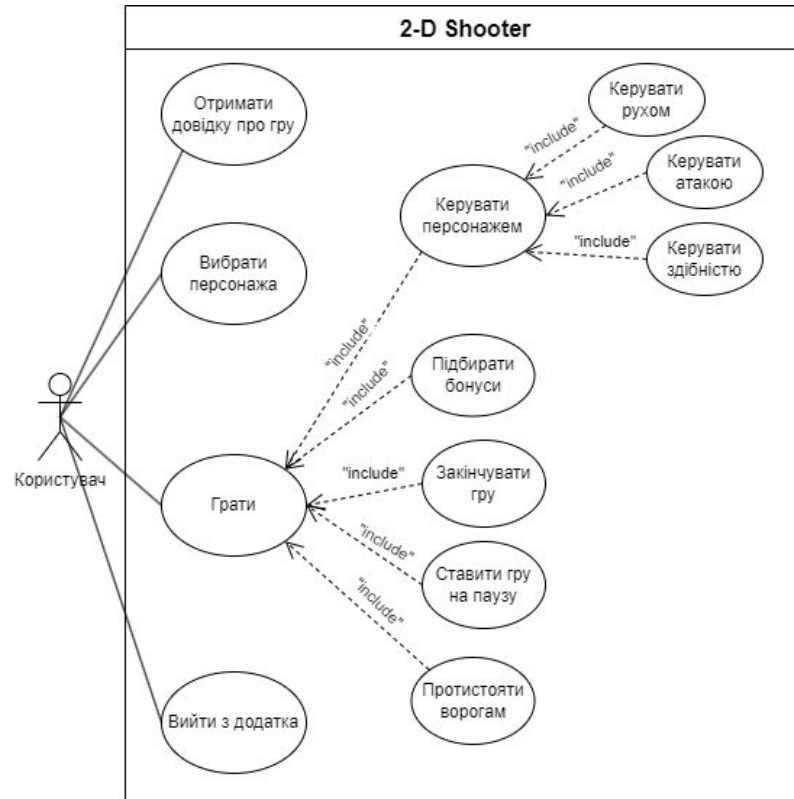 2-D Shooter
Отримати
довідку про гру
Керувати
рухом
"include"
Керувати
атакою
"include"
Керувати
персонажем
"include"
Керувати
здібністю
Вибрати
персонажа
"include"
Підбирати
бонуси
"include"
Користувач
Грати
"include"
Закінчувати
гру
"include"
Ставити гру
на паузу
"include"
Протистояти
ворогам
Вийти з додатка